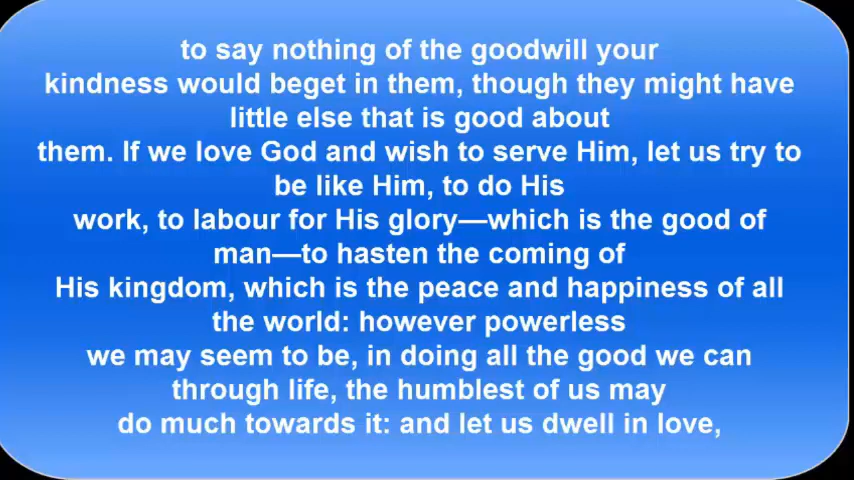 to say nothing of the goodwill your
kindness would beget in them, though they might have
little else that is good about
them. If we love God and wish to serve Him, let us try to
be like Him, to do His
work, to labour for His glory—which is the good of
man—to hasten the coming of
His kingdom, which is the peace and happiness of all
the world: however powerless
we may seem to be, in doing all the good we can
through life, the humblest of us may
do much towards it: and let us dwell in love,